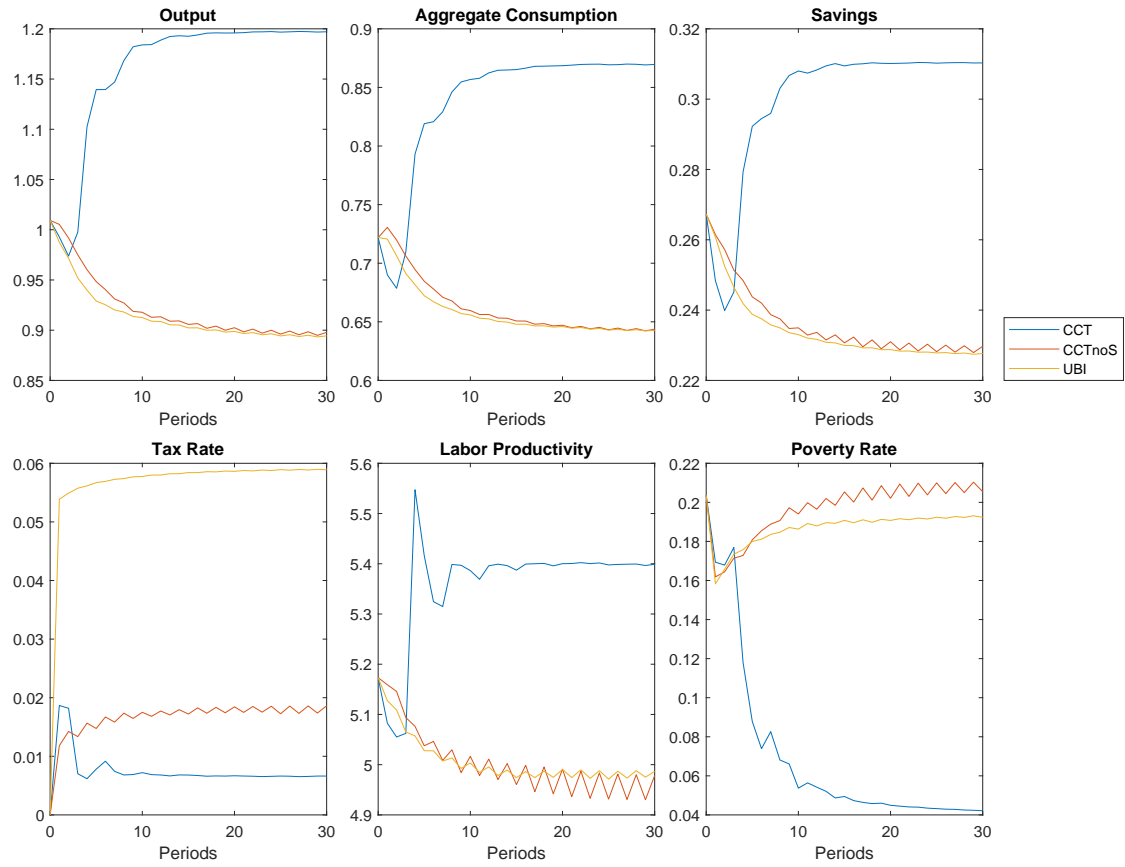 Output
1.2
1.15
1.1
1.05
1
0.95
0.9
0.85
0 10 20 30
Periods
Aggregate Consumption
0.9
0.85
0.8
0.75
0.7
0.65
0.6
0 10 20 30
Periods
Savings
0.32
0.3
0.28
0.26
0.24
0.22
0 10 20 30
Periods
CCT
CCTnoS
UBI
Tax Rate
0.06
0.05
0.04
0.03
0.02
0.01
0
0 10 20 30
Periods
Labor Productivity
5.6
5.5
5.4
5.3
5.2
5.1
5
4.9
0 10 20 30
Periods
Poverty Rate
0.22
0.2
0.18
0.16
0.14
0.12
0.1
0.08
0.06
0.04
0 10 20 30
Periods